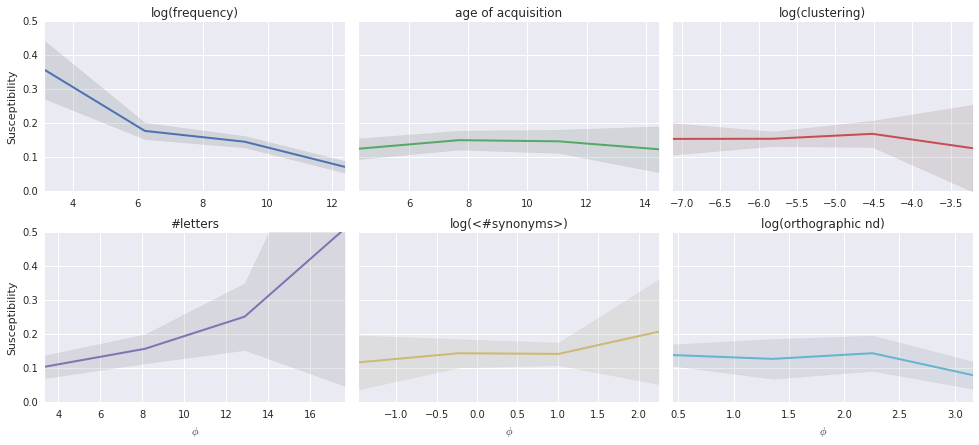 log(frequency)
age of acquisition
log(clustering)
Susceptibility
0.5
0.4
0.3
0.2
0.1
0.0
4 6 8 10 12
6 8 10 12 14
−7.0 −6.5 −6.0 −5.5 −5.0 −4.5 −4.0 −3.5
#letters
log(<#synonyms>)
log(orthographic nd)
Susceptibility
0.5
0.4
0.3
0.2
0.1
0.0
4 6 8 10 12 14 16
−1.0 −0.5 0.0 0.5 1.0 1.5 2.0
0.5 1.0 1.5 2.0 2.5 3.0
ϕ
ϕ
ϕ